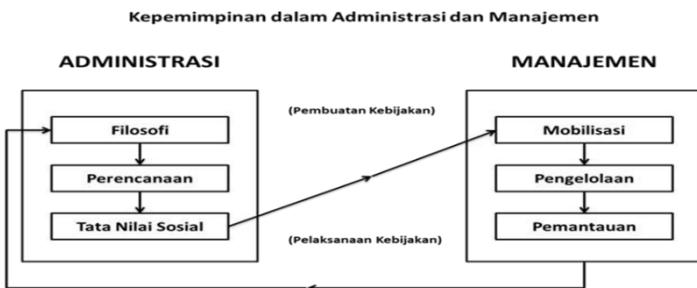 Kepemimpinan dalam Administrasi dan Manajemen
ADMINISTRASI
Filosofi
Perencanaan
Tata Nilai Sosial
(Pembuatan Kebijakan)
(Pelaksanaan Kebijakan)
MANAJEMEN
Mobilisasi
Pengelolaan
Pemantauan